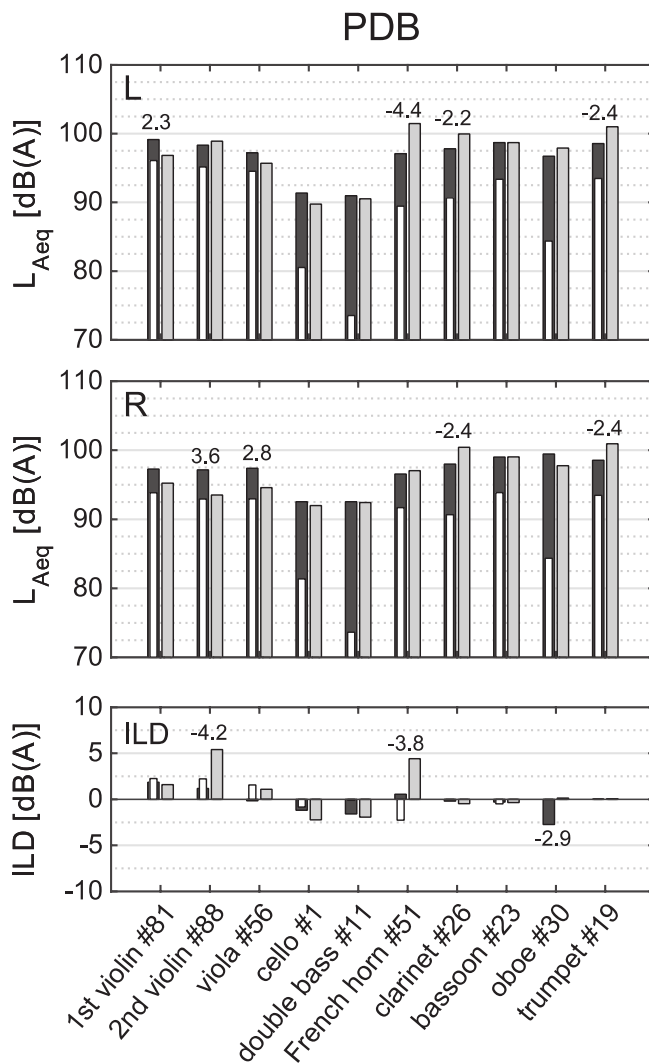 PDB
L
L_Aeq [dB(A)]
110
100
90
80
70
2.3
-4.4
-2.2
-2.4
R
L_Aeq [dB(A)]
110
100
90
80
70
3.6
2.8
-2.4
-2.4
ILD
ILD [dB(A)]
10
5
0
-5
-10
-4.2
-3.8
-2.9
1st violin #81
2nd violin #88
viola #56
cello #1
double bass #11
French horn #51
clarinet #26
bassoon #23
oboe #30
trumpet #19